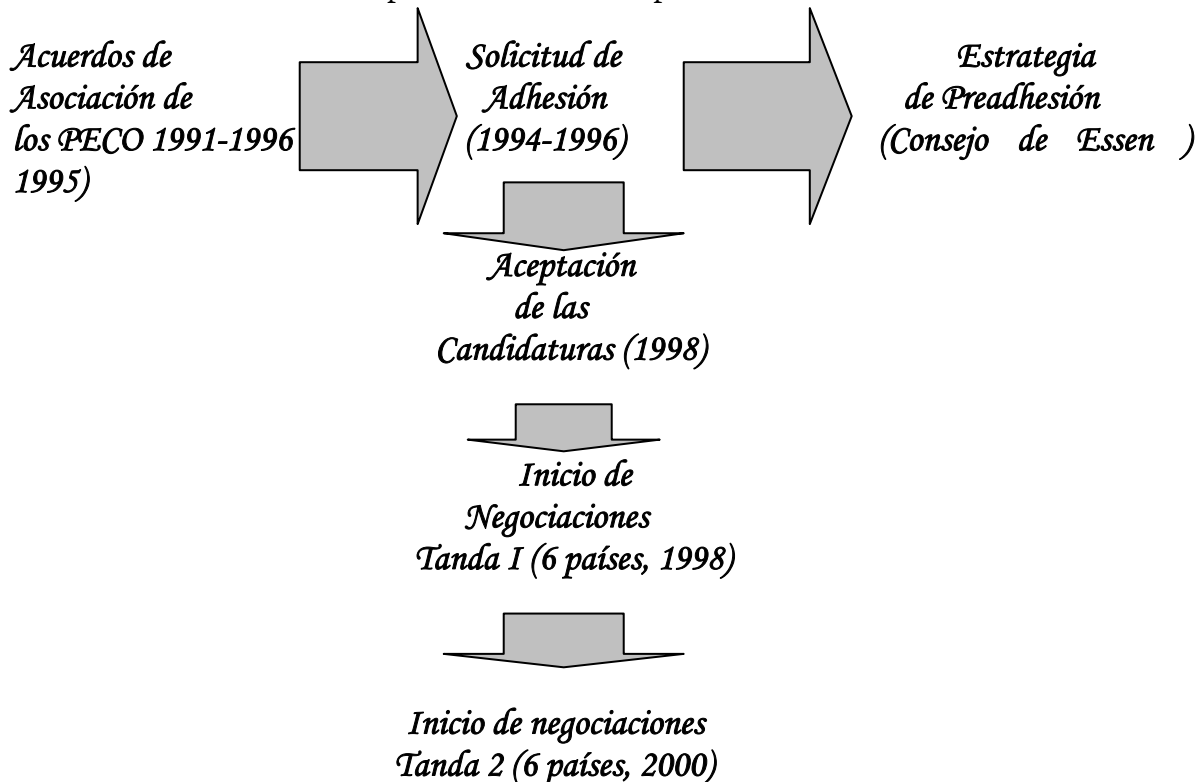 Acuerdos de
Asociación de
los PECO 1991-1996
1995)
Solicitud de
Adhesión
(1994-1996)
Estrategia
de Preadhesión
(Consejo de Essen )
Aceptación
de las
Candidaturas (1998)
Inicio de
Negociaciones
Tanda I (6 países, 1998)
Inicio de negociaciones
Tanda 2 (6 países, 2000)